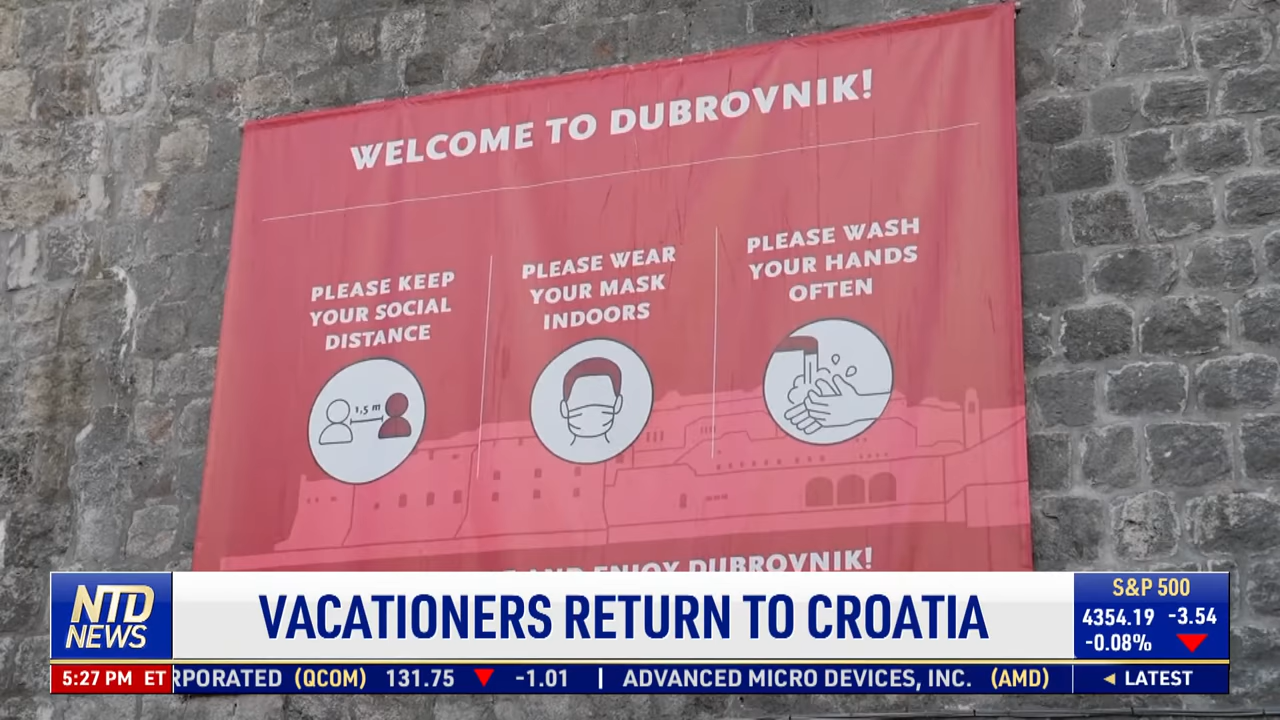 WELCOME TO DUBROVNIK!
PLEASE KEEP
YOUR SOCIAL
DISTANCE
1,5 m
PLEASE WEAR
YOUR MASK
INDOORS
PLEASE WASH
YOUR HANDS
OFTEN
AND ENJOY DUBROVNIK!
NTD
NEWS
VACATIONERS RETURN TO CROATIA
S&P 500
4354.19 -3.54
-0.08%
5:27 PM ET
RPORATED (QCOM) 131.75 -1.01 | ADVANCED MICRO DEVICES, INC. (AMD)
LATEST